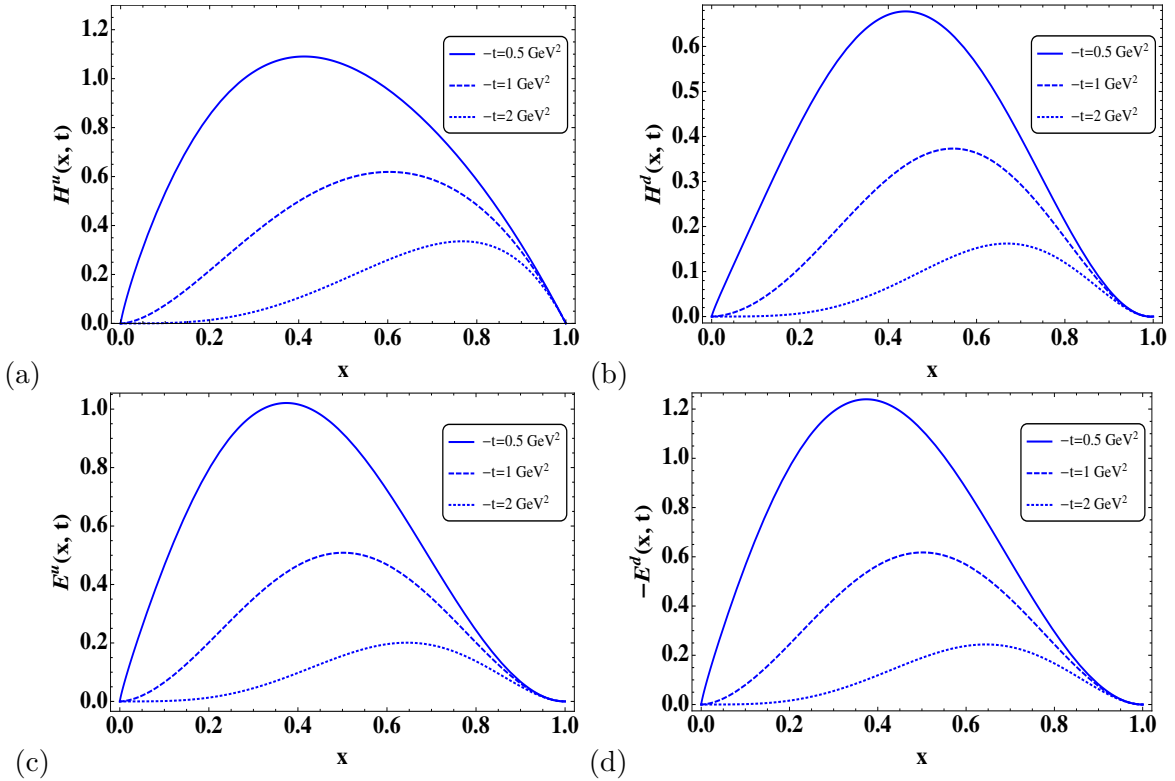 1.2
1.0
0.8
0.6
0.4
0.2
0.0
H^u(x, t)
−t=0.5 GeV²
−t=1 GeV²
−t=2 GeV²
0.0 0.2 0.4 0.6 0.8 1.0
x
(a)
0.6
0.5
0.4
0.3
0.2
0.1
0.0
H^d(x, t)
−t=0.5 GeV²
−t=1 GeV²
−t=2 GeV²
0.0 0.2 0.4 0.6 0.8 1.0
x
(b)
1.0
0.8
0.6
0.4
0.2
0.0
E^u(x, t)
−t=0.5 GeV²
−t=1 GeV²
−t=2 GeV²
0.0 0.2 0.4 0.6 0.8 1.0
x
(c)
1.2
1.0
0.8
0.6
0.4
0.2
0.0
−E^d(x, t)
−t=0.5 GeV²
−t=1 GeV²
−t=2 GeV²
0.0 0.2 0.4 0.6 0.8 1.0
x
(d)